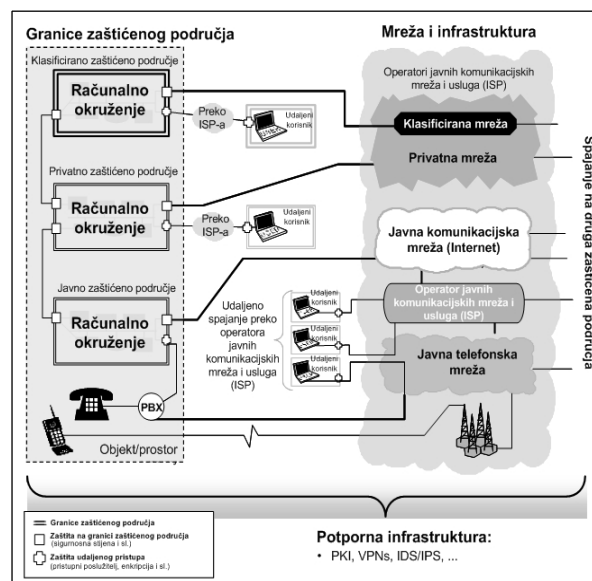 Granice zaštićenog područja
Klasificirano zaštićeno područje
Računalno
okruženje
Preko
ISP-a
Udaljeni
korisnik
Privatno zaštićeno područje
Računalno
okruženje
Preko
ISP-a
Udaljeni
korisnik
Javno zaštićeno područje
Računalno
okruženje
Udaljeno
spajanje preko
operatora
javnih
komunikacijskih
mreža i usluga
(ISP)
Udaljeni
korisnik
Udaljeni
korisnik
Udaljeni
korisnik
PBX
Objekt/prostor
Mreža i infrastruktura
Operatori javnih komunikacijskih
mreža i usluga (ISP)
Klasificirana mreža
Privatna mreža
Javna komunikacijska
mreža (Internet)
Operator javnih
komunikacijskih mreža i
usluga (ISP)
Javna telefonska
mreža
Spajanje na druga zaštićena područja
Granice zaštićenog područja
Zaštita na granici zaštićenog područja
(sigurnosna stijena i sl.)
Zaštita udaljenog pristupa
(pristupni poslužitelj, enkripcija i sl.)
Potporna infrastruktura:
• PKI, VPNs, IDS/IPS, ...